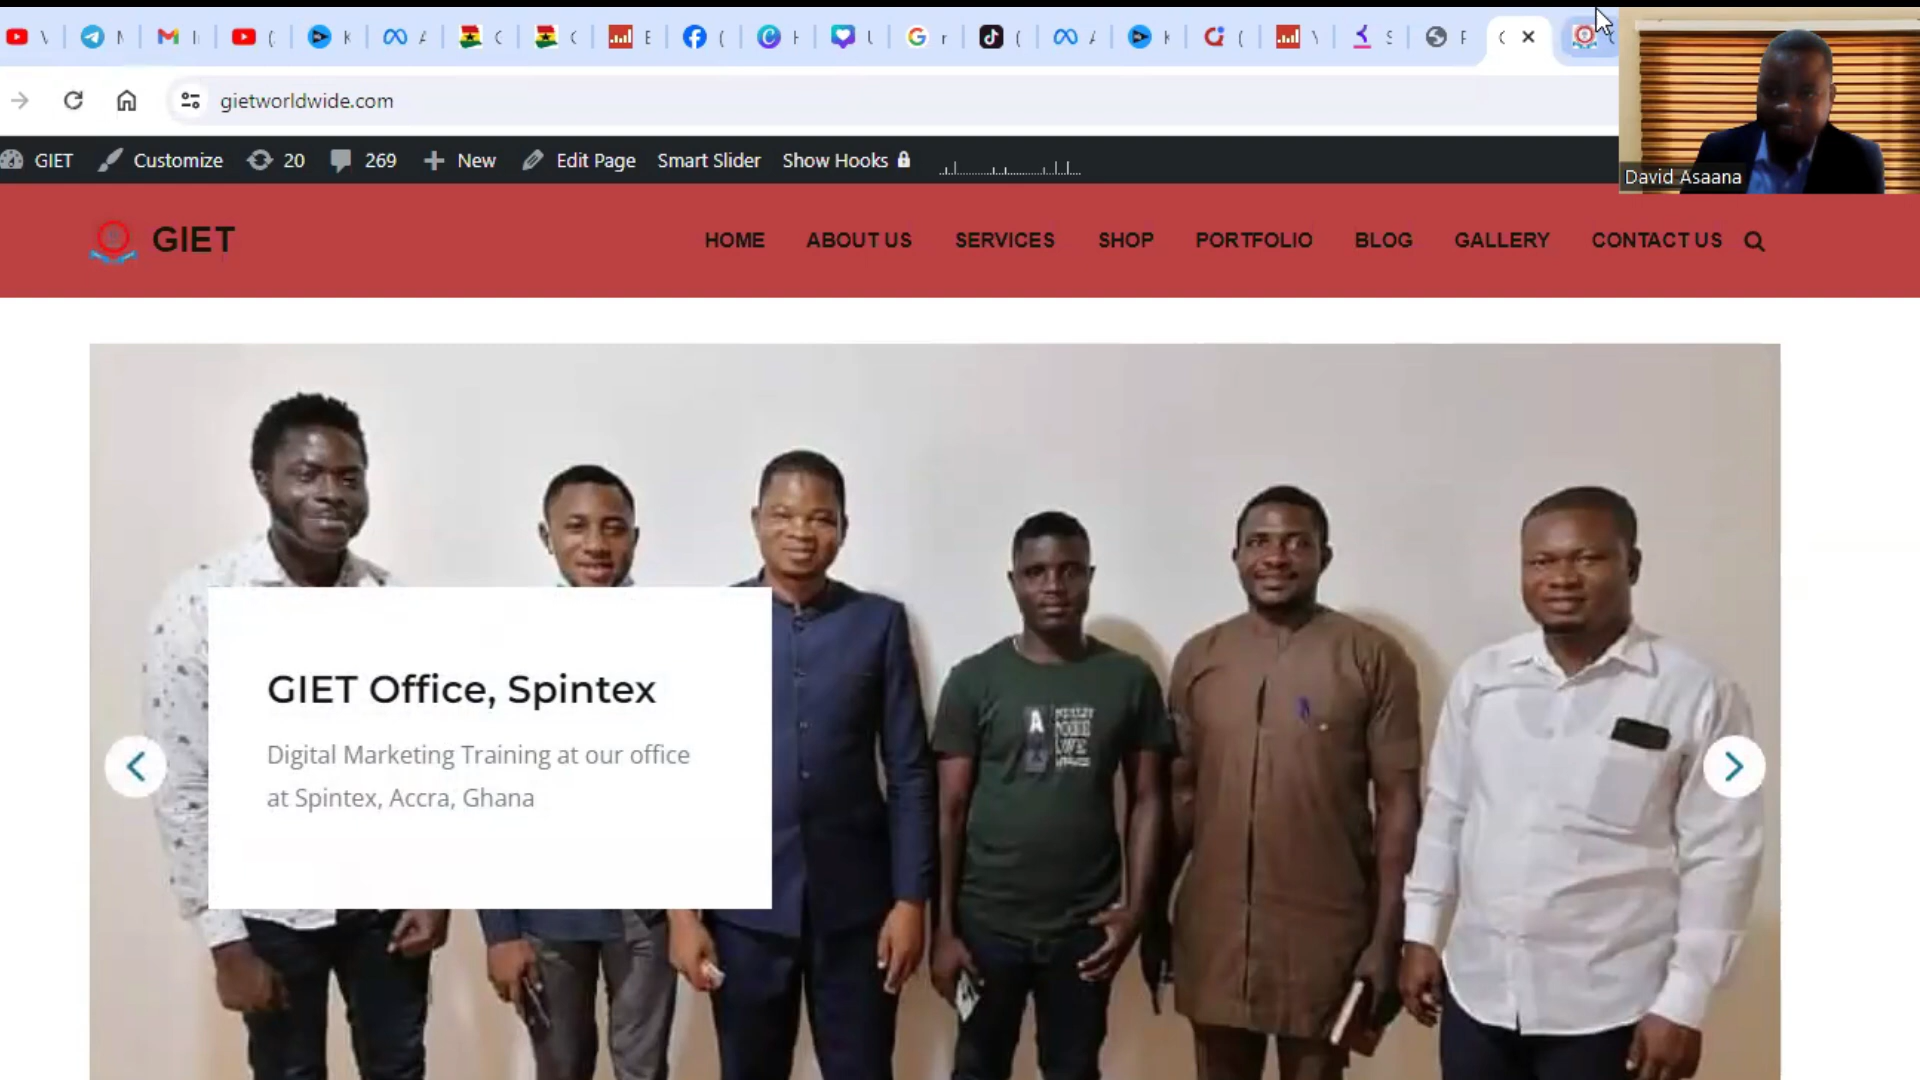 gietworldwide.com
GIET Customize 20 269 New Edit Page Smart Slider Show Hooks
David Asaana
GIET
HOME ABOUT US SERVICES SHOP PORTFOLIO BLOG GALLERY CONTACT US
GIET Office, Spintex
Digital Marketing Training at our office
at Spintex, Accra, Ghana
A